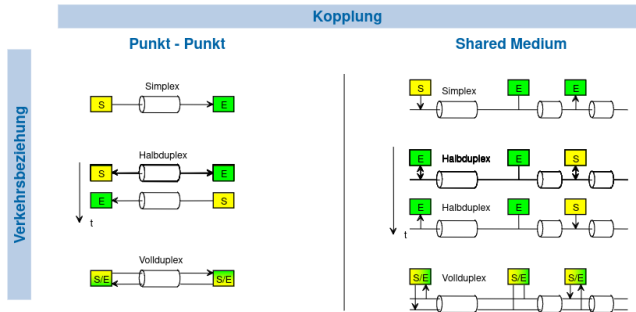 Kopplung
Punkt - Punkt
Shared Medium
Verkehrsbeziehung
Simplex
S
E
Halbduplex
S
E
E
S
t
Vollduplex
S/E
S/E
S
E
E
Simplex
E
Halbduplex
E
S
E
Halbduplex
E
S
t
S/E
Vollduplex
S/E
S/E